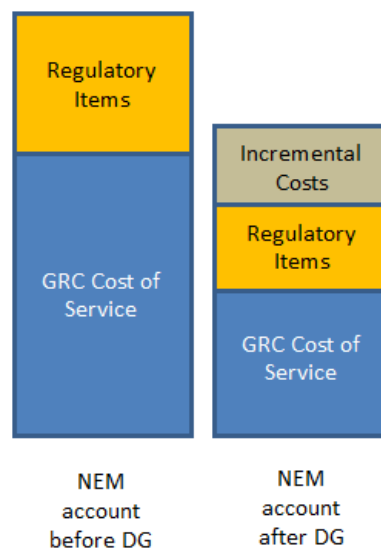 Regulatory
Items
GRC Cost of
Service
Incremental
Costs
Regulatory
Items
GRC Cost of
Service
NEM
account
before DG
NEM
account
after DG